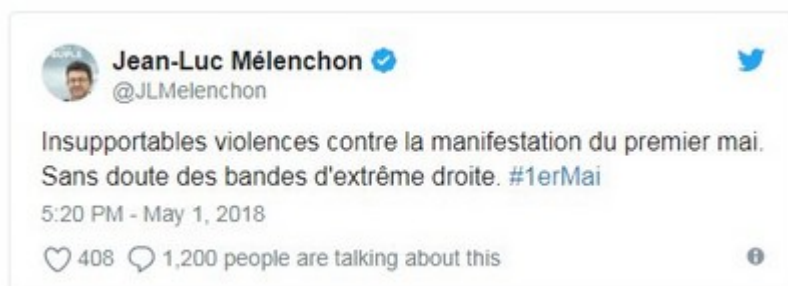 Jean-Luc Mélenchon
@JLMelenchon
Insupportables violences contre la manifestation du premier mai.
Sans doute des bandes d'extrême droite. #1erMai
5:20 PM - May 1, 2018
408 1,200 people are talking about this